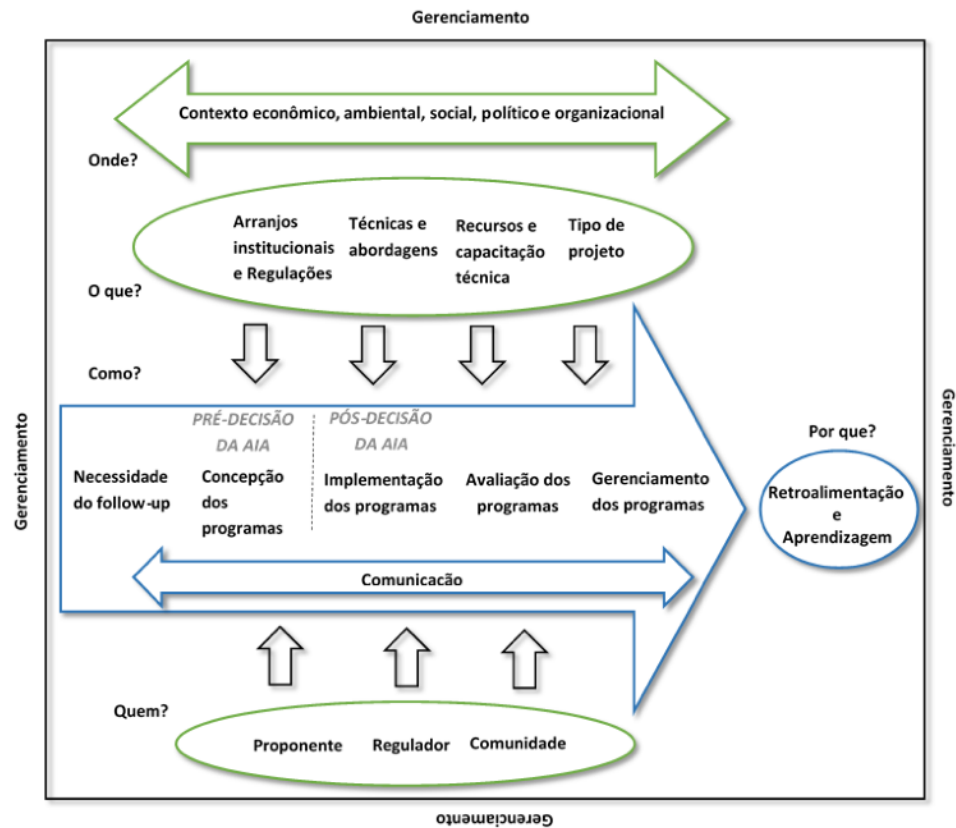 Gerenciamento
Contexto econômico, ambiental, social, político e organizacional
Onde?
Arranjos
institucionais
e Regulações
Técnicas e
abordagens
Recursos e
capacitação
técnica
Tipo de
projeto
O que?
Como?
PRÉ-DECISÃO
DA AIA
PÓS-DECISÃO
DA AIA
Necessidade
do follow-up
Concepção
dos
programas
Implementação
dos programas
Avaliação dos
programas
Gerenciamento
dos programas
Comunicacão
Por que?
Retroalimentação
e
Aprendizagem
Quem?
Proponente
Regulador
Comunidade
Gerenciamento
Gerenciamento
Gerenciamento